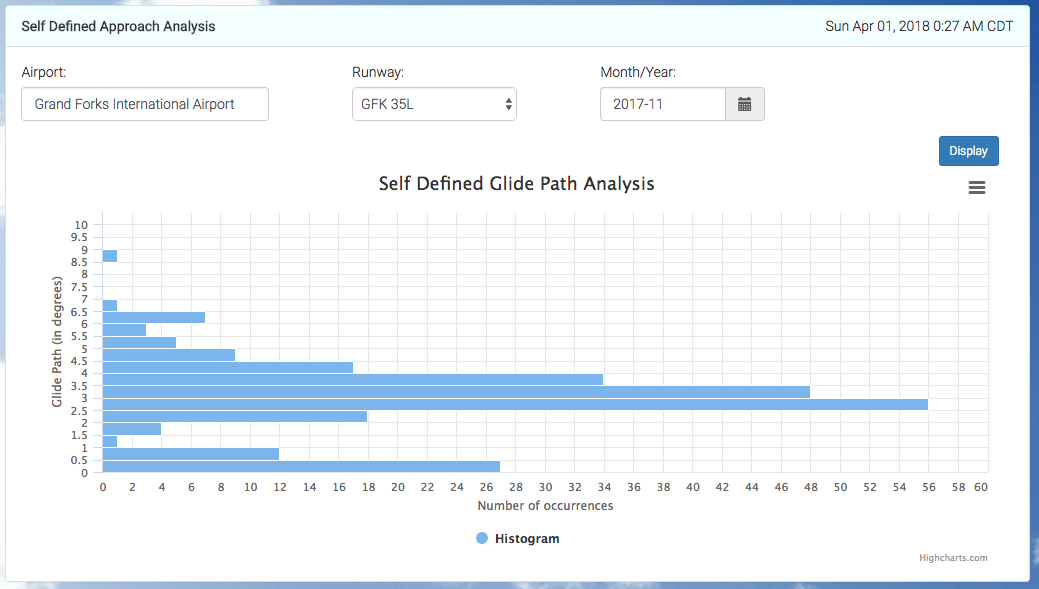 Self Defined Approach Analysis
Sun Apr 01, 2018 0:27 AM CDT
Airport:
Runway:
Month/Year:
Grand Forks International Airport
GFK 35L
2017-11
Display
Self Defined Glide Path Analysis
Glide Path (in degrees)
10
9.5
9
8.5
8
7.5
7
6.5
6
5.5
5
4.5
4
3.5
3
2.5
2
1.5
1
0.5
0
0 2 4 6 8 10 12 14 16 18 20 22 24 26 28 30 32 34 36 38 40 42 44 46 48 50 52 54 56 58 60
Number of occurrences
Histogram
Highcharts.com